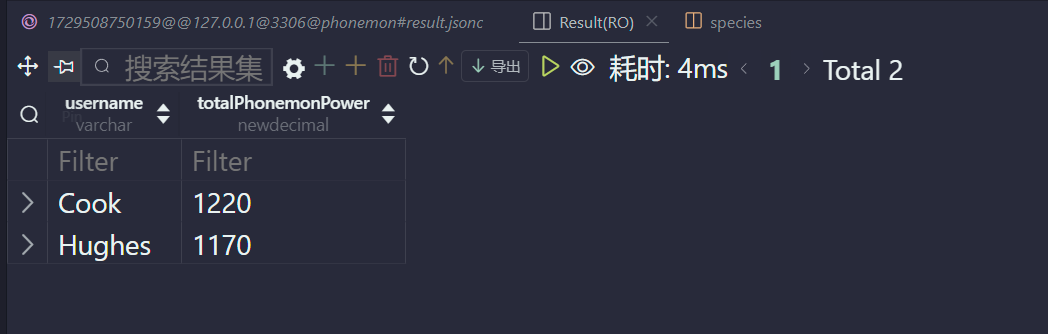 1729508750159@@127.0.0.1@3306@phonemon#result.jsonc Result(RO) species
搜索结果集 导出 耗时: 4ms 1 Total 2
username totalPhonemonPower
Pin varchar newdecimal
Filter Filter
Cook 1220
Hughes 1170